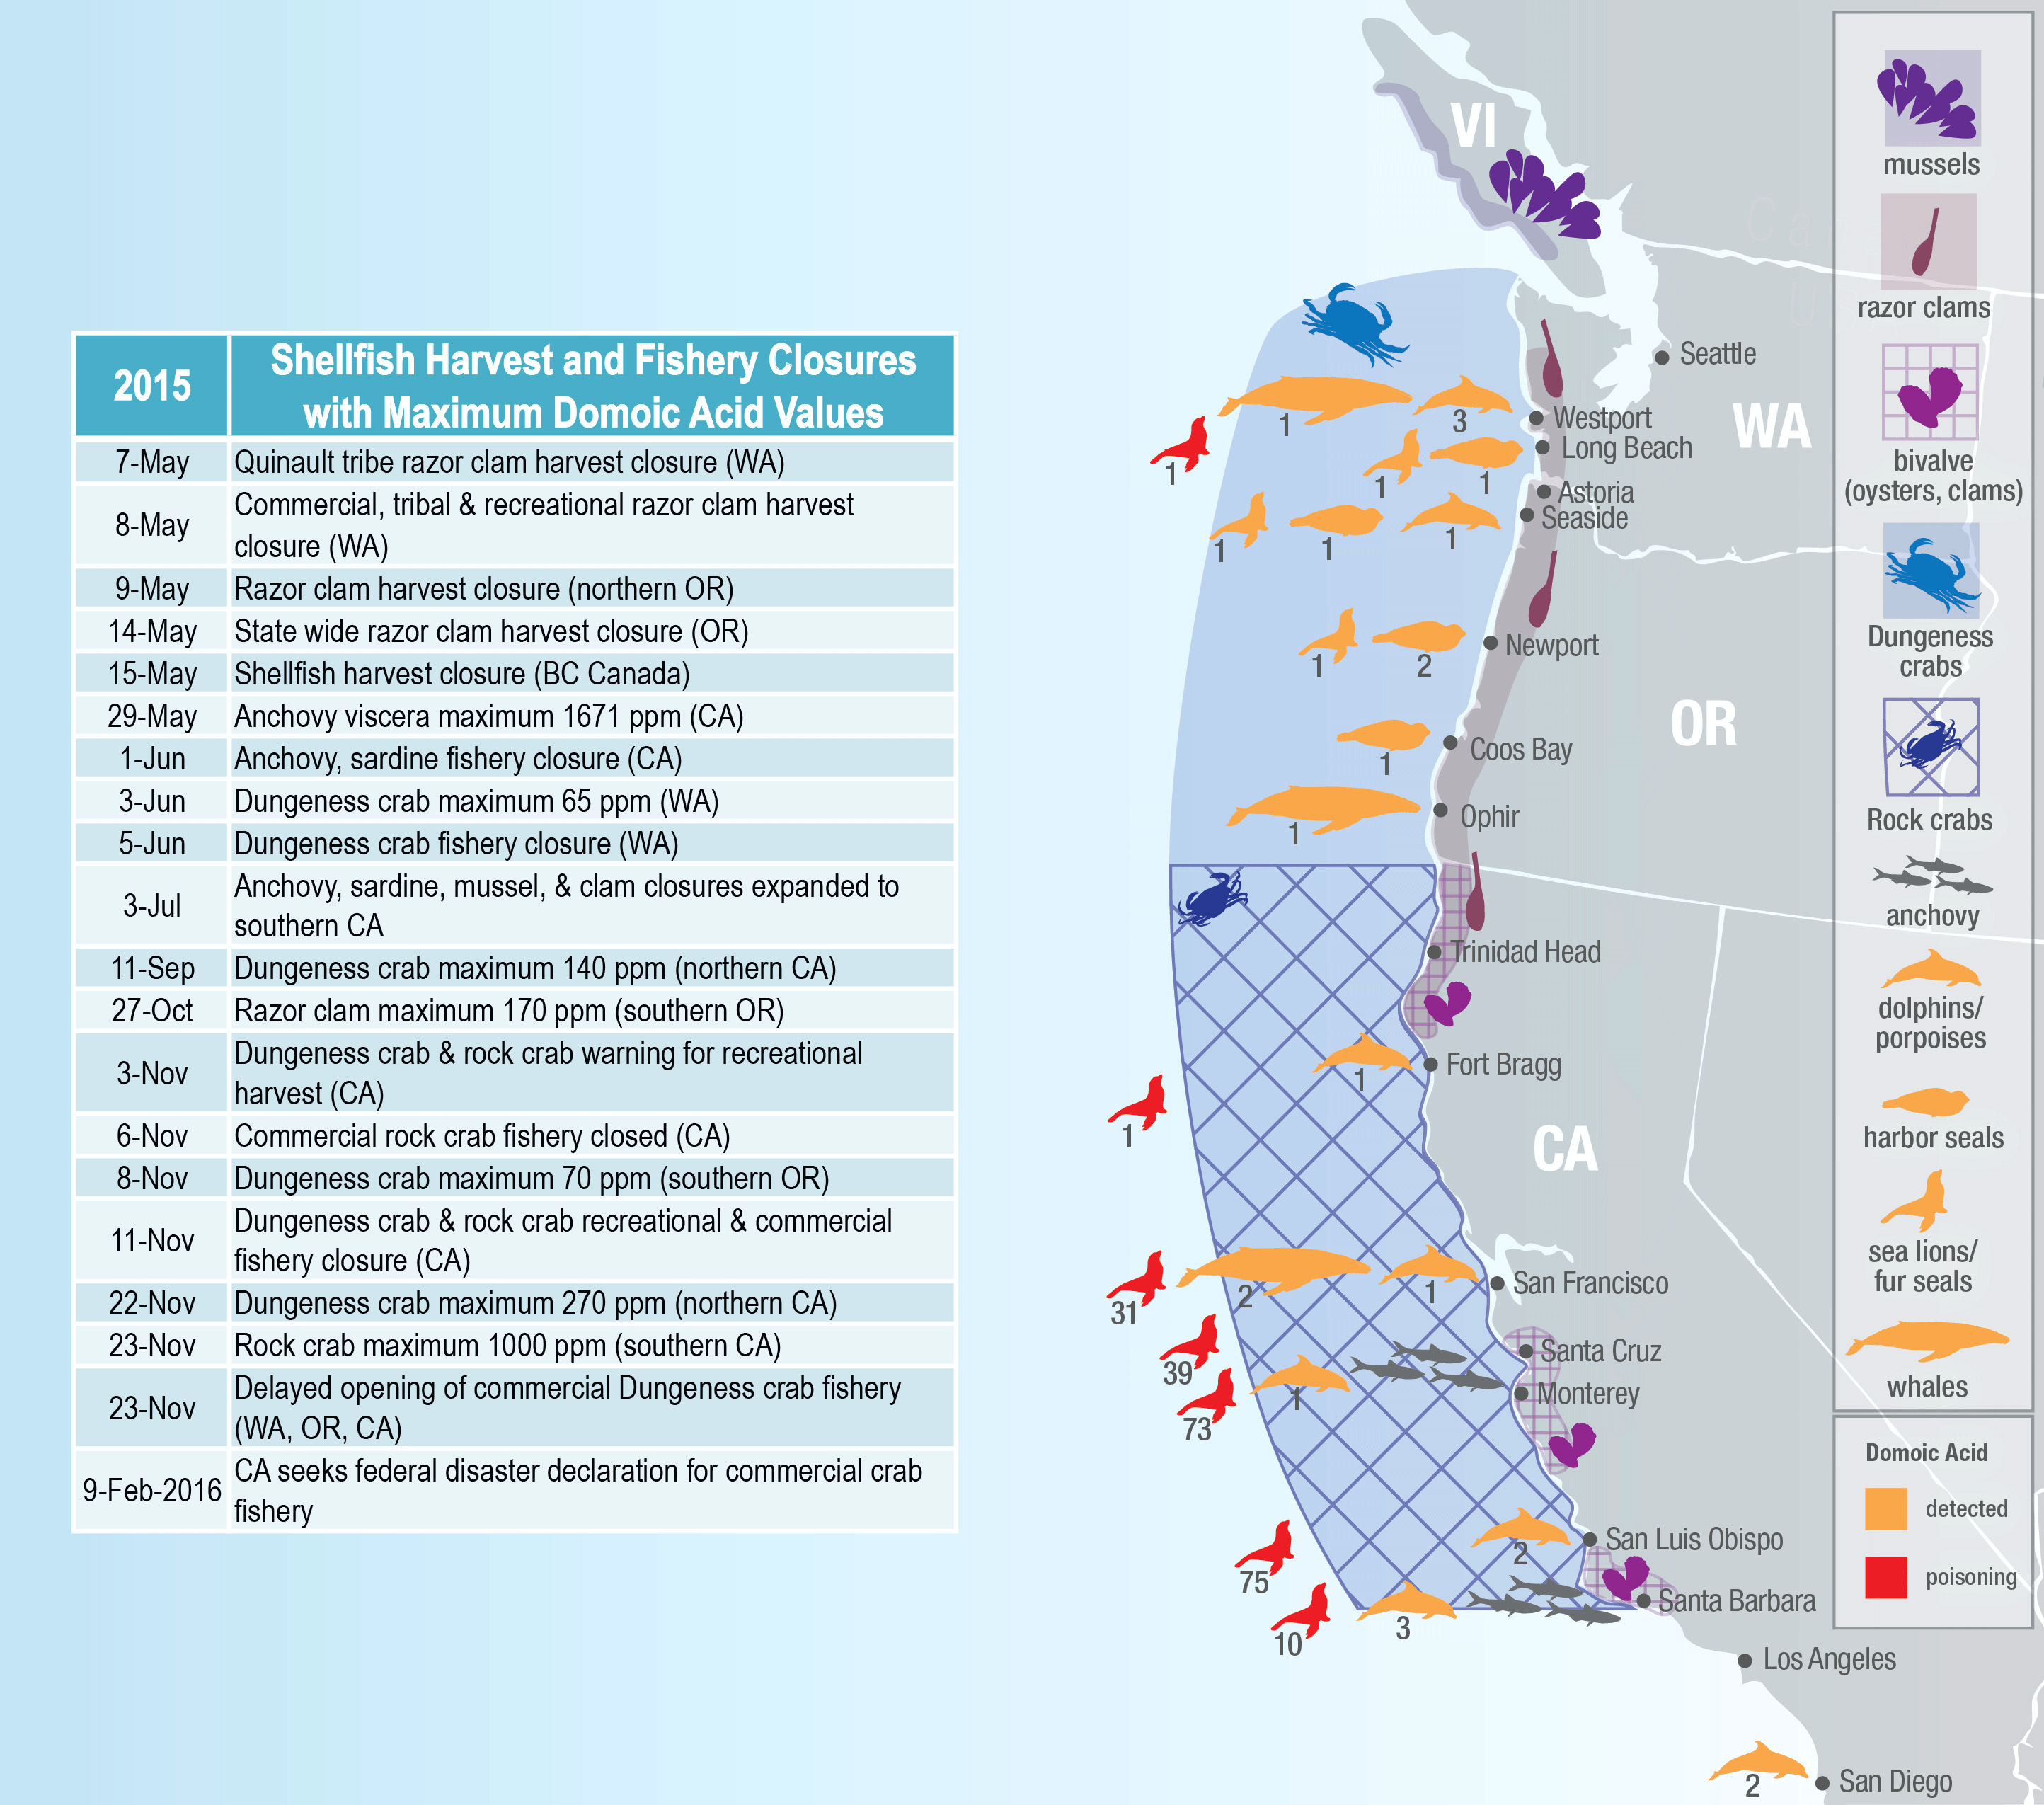 2015
Shellfish Harvest and Fishery Closures
with Maximum Domoic Acid Values
7-May
Quinault tribe razor clam harvest closure (WA)
8-May
Commercial, tribal & recreational razor clam harvest
closure (WA)
9-May
Razor clam harvest closure (northern OR)
14-May
State wide razor clam harvest closure (OR)
15-May
Shellfish harvest closure (BC Canada)
29-May
Anchovy viscera maximum 1671 ppm (CA)
1-Jun
Anchovy, sardine fishery closure (CA)
3-Jun
Dungeness crab maximum 65 ppm (WA)
5-Jun
Dungeness crab fishery closure (WA)
3-Jul
Anchovy, sardine, mussel, & clam closures expanded to
southern CA
11-Sep
Dungeness crab maximum 140 ppm (northern CA)
27-Oct
Razor clam maximum 170 ppm (southern OR)
3-Nov
Dungeness crab & rock crab warning for recreational
harvest (CA)
6-Nov
Commercial rock crab fishery closed (CA)
8-Nov
Dungeness crab maximum 70 ppm (southern OR)
11-Nov
Dungeness crab & rock crab recreational & commercial
fishery closure (CA)
22-Nov
Dungeness crab maximum 270 ppm (northern CA)
23-Nov
Rock crab maximum 1000 ppm (southern CA)
23-Nov
Delayed opening of commercial Dungeness crab fishery
(WA, OR, CA)
9-Feb-2016
CA seeks federal disaster declaration for commercial crab
fishery
VI
Seattle
WA
Westport
1
3
Long Beach
1
1
1
Astoria
Seaside
1
1
1
Newport
1
2
OR
Coos Bay
1
Ophir
1
Trinidad Head
Fort Bragg
1
1
CA
San Francisco
2
1
31
Santa Cruz
39
Monterey
1
73
San Luis Obispo
2
75
Santa Barbara
3
10
Los Angeles
San Diego
2
mussels
razor clams
bivalve
(oysters, clams)
Dungeness
crabs
Rock crabs
anchovy
dolphins/
porpoises
harbor seals
sea lions/
fur seals
whales
Domoic Acid
detected
poisoning